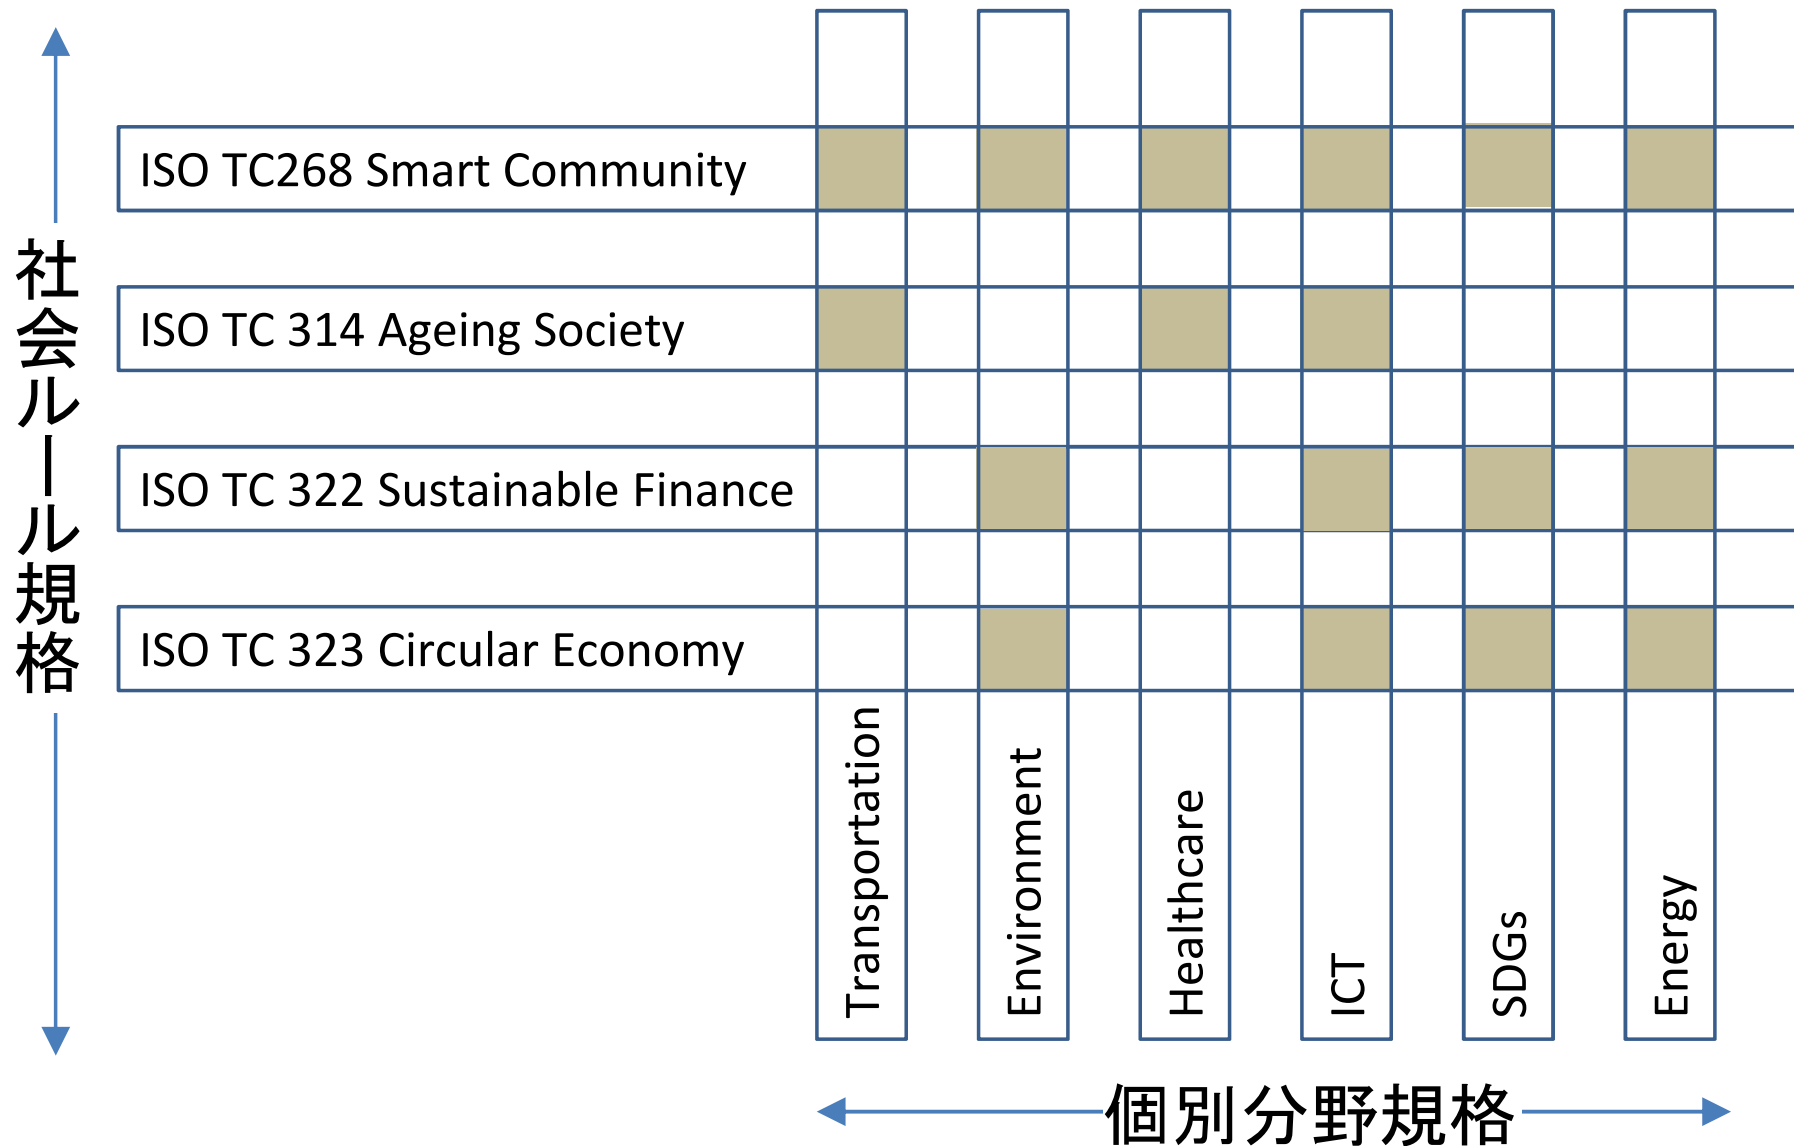 社会ルール規格
ISO TC268 Smart Community
ISO TC 314 Ageing Society
ISO TC 322 Sustainable Finance
ISO TC 323 Circular Economy
Transportation
Environment
Healthcare
ICT
SDGs
Energy
個別分野規格